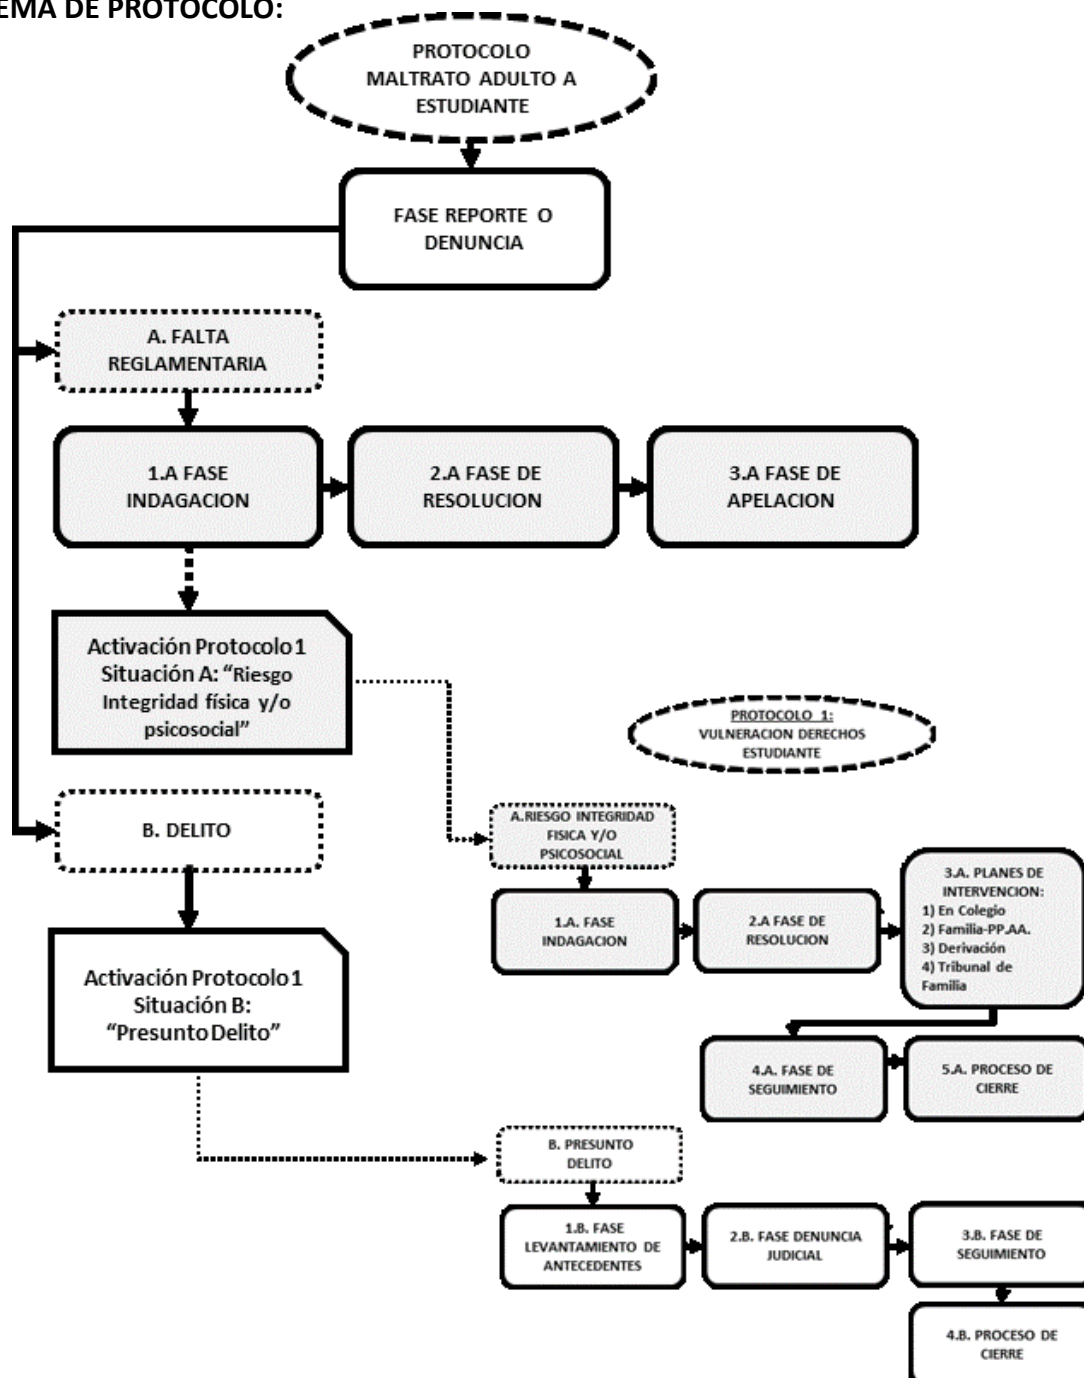 EMA DE PROTOCOLO:
PROTOCOLO
MALTRATO ADULTO A
ESTUDIANTE
FASE REPORTE O
DENUNCIA
A. FALTA
REGLAMENTARIA
1.A FASE
INDAGACION
2.A FASE DE
RESOLUCION
3.A FASE DE
APELACION
Activación Protocolo 1
Situación A: “Riesgo
Integridad física y/o
psicosocial”
PROTOCOLO 1:
VULNERACION DERECHOS
ESTUDIANTE
B. DELITO
A.RIESGO INTEGRIDAD
FISICA Y/O
PSICOSOCIAL
1.A. FASE
INDAGACION
2.A FASE DE
RESOLUCION
3.A. PLANES DE
INTERVENCION:
1) En Colegio
2) Familia-PP.AA.
3) Derivación
4) Tribunal de
Familia
Activación Protocolo 1
Situación B:
“Presunto Delito”
4.A. FASE DE
SEGUIMIENTO
5.A. PROCESO DE
CIERRE
B. PRESUNTO
DELITO
1.B. FASE
LEVANTAMIENTO DE
ANTECEDENTES
2.B. FASE DENUNCIA
JUDICIAL
3.B. FASE DE
SEGUIMIENTO
4.B. PROCESO DE
CIERRE